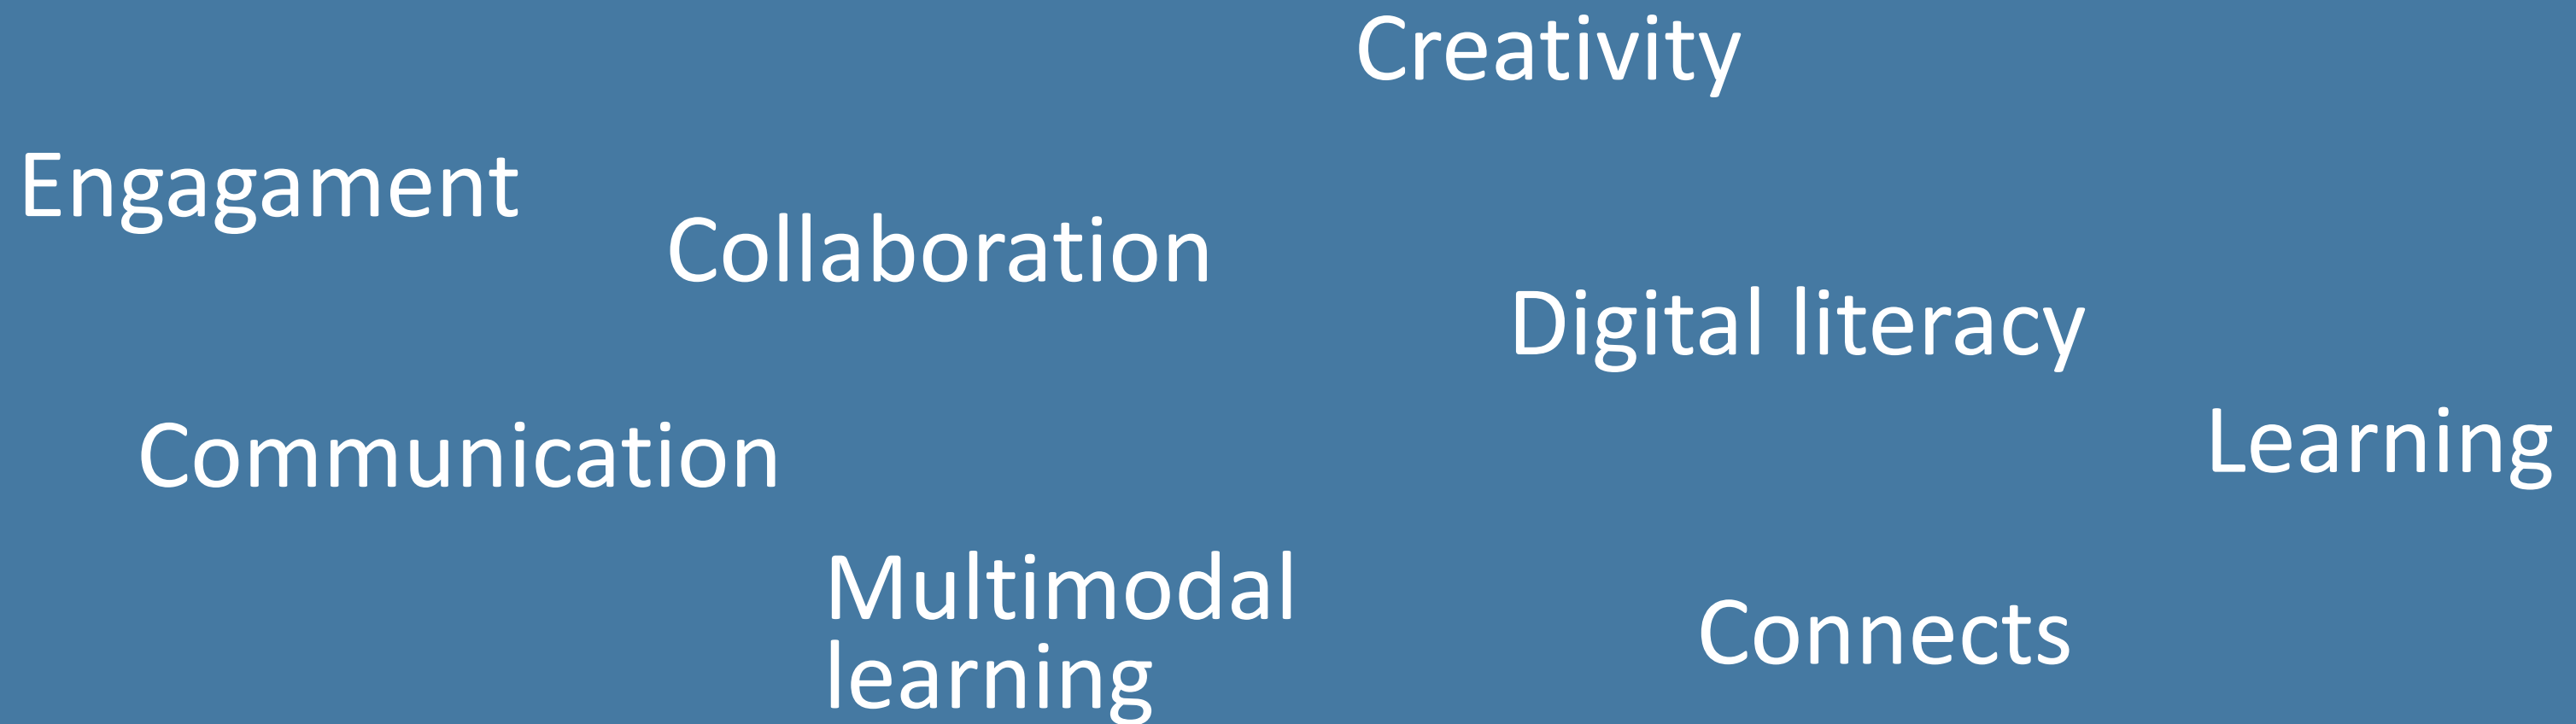 Creativity
Engagament
Collaboration
Digital literacy
Communication
Learning
Multimodal
learning
Connects